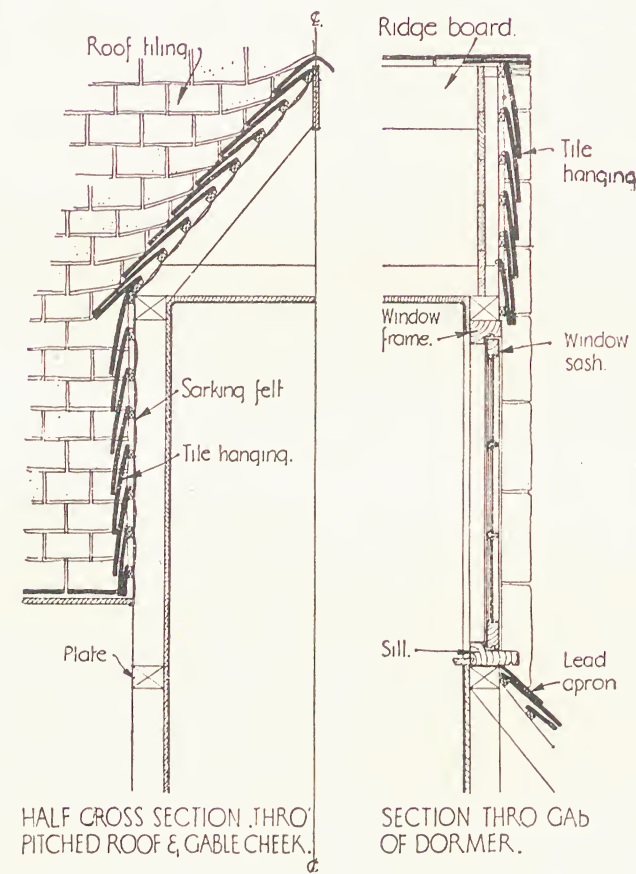 ℄
Roof tiling.
Sarking felt
Tile hanging.
Plate
HALF CROSS SECTION .THRO'
PITCHED ROOF &, GABLE CHEEK.
℄
Ridge board.
Tile
hanging
Window
frame.
Window
sash.
Sill.
Lead
apron
SECTION THRO GAb
OF DORMER.